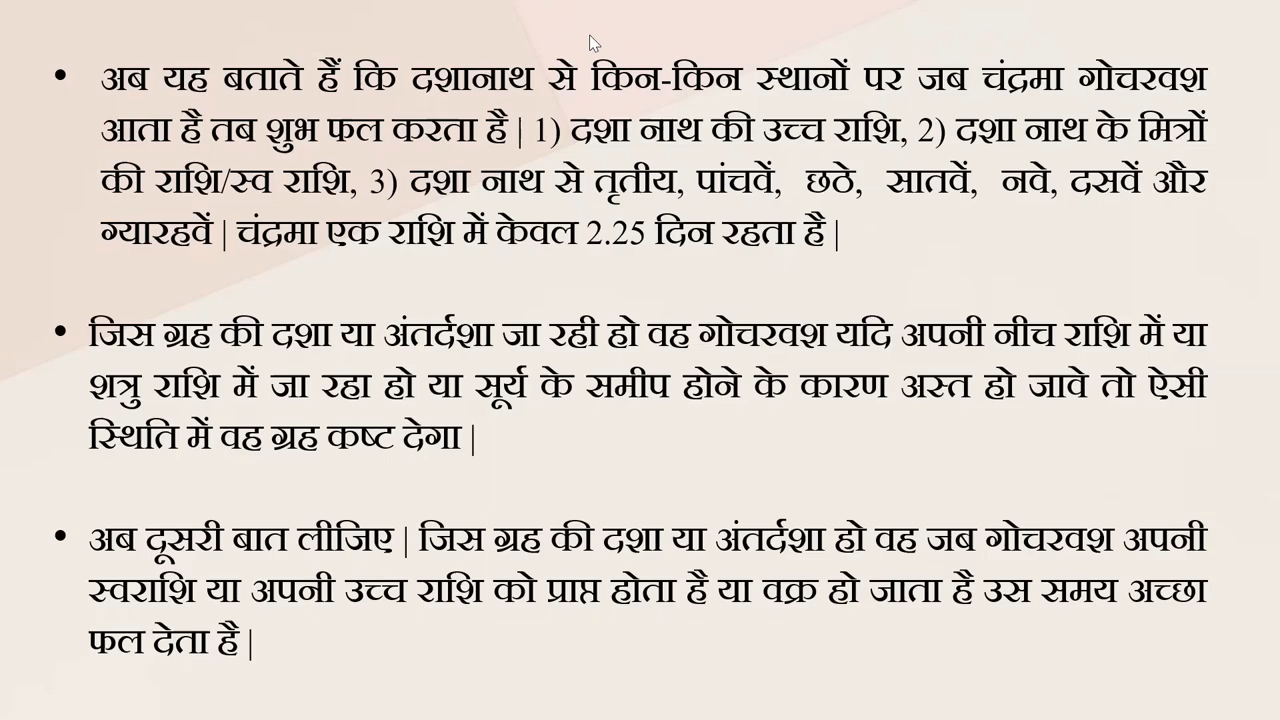 • अब यह बताते हैं कि दशानाथ से किन-किन स्थानों पर जब चंद्रमा गोचरवश
आता है तब शुभ फल करता है | 1) दशा नाथ की उच्च राशि, 2) दशा नाथ के मित्रों
की राशि/स्व राशि, 3) दशा नाथ से तृतीय, पांचवें, छठे, सातवें, नवे, दसवें और
ग्यारहवें | चंद्रमा एक राशि में केवल 2.25 दिन रहता है |
• जिस ग्रह की दशा या अंतर्दशा जा रही हो वह गोचरवश यदि अपनी नीच राशि में या
शत्रु राशि में जा रहा हो या सूर्य के समीप होने के कारण अस्त हो जावे तो ऐसी
स्थिति में वह ग्रह कष्ट देगा |
• अब दूसरी बात लीजिए | जिस ग्रह की दशा या अंतर्दशा हो वह जब गोचरवश अपनी
स्वराशि या अपनी उच्च राशि को प्राप्त होता है या वक्र हो जाता है उस समय अच्छा
फल देता है |